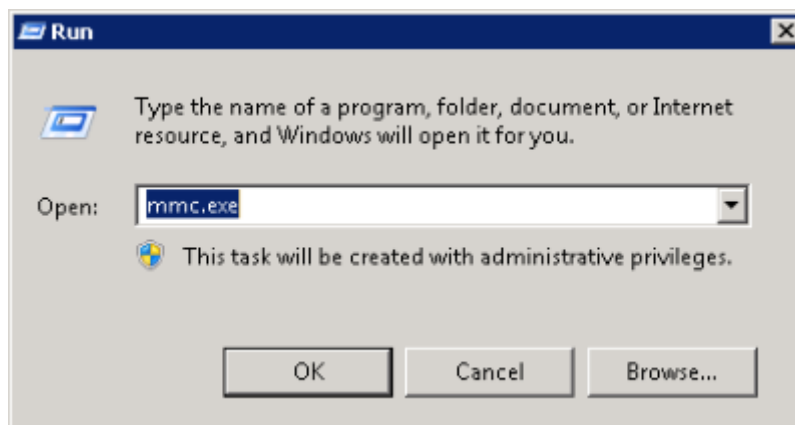 Run
Type the name of a program, folder, document, or Internet
resource, and Windows will open it for you.
Open: mmc.exe
This task will be created with administrative privileges.
OK Cancel Browse...